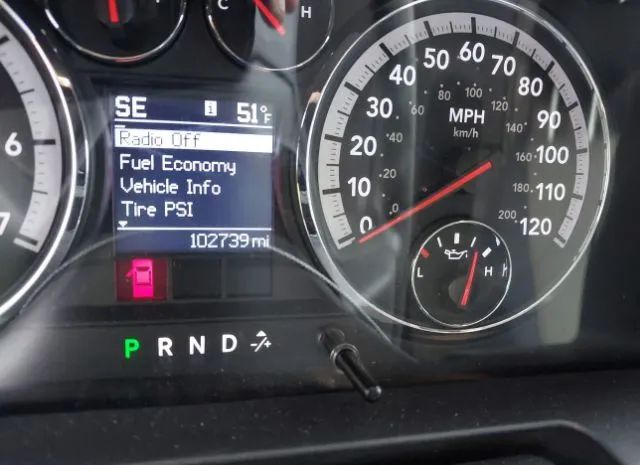 C H
SE 1 51°F
Radio Off
Fuel Economy
Vehicle Info
Tire PSI
102739 mi
P R N D -/+
6
7
0 10 20 30 40 50 60 70 80 90 100 110 120
0 20 40 60 80 100 120 140 160 180 200
MPH
km/h
L H